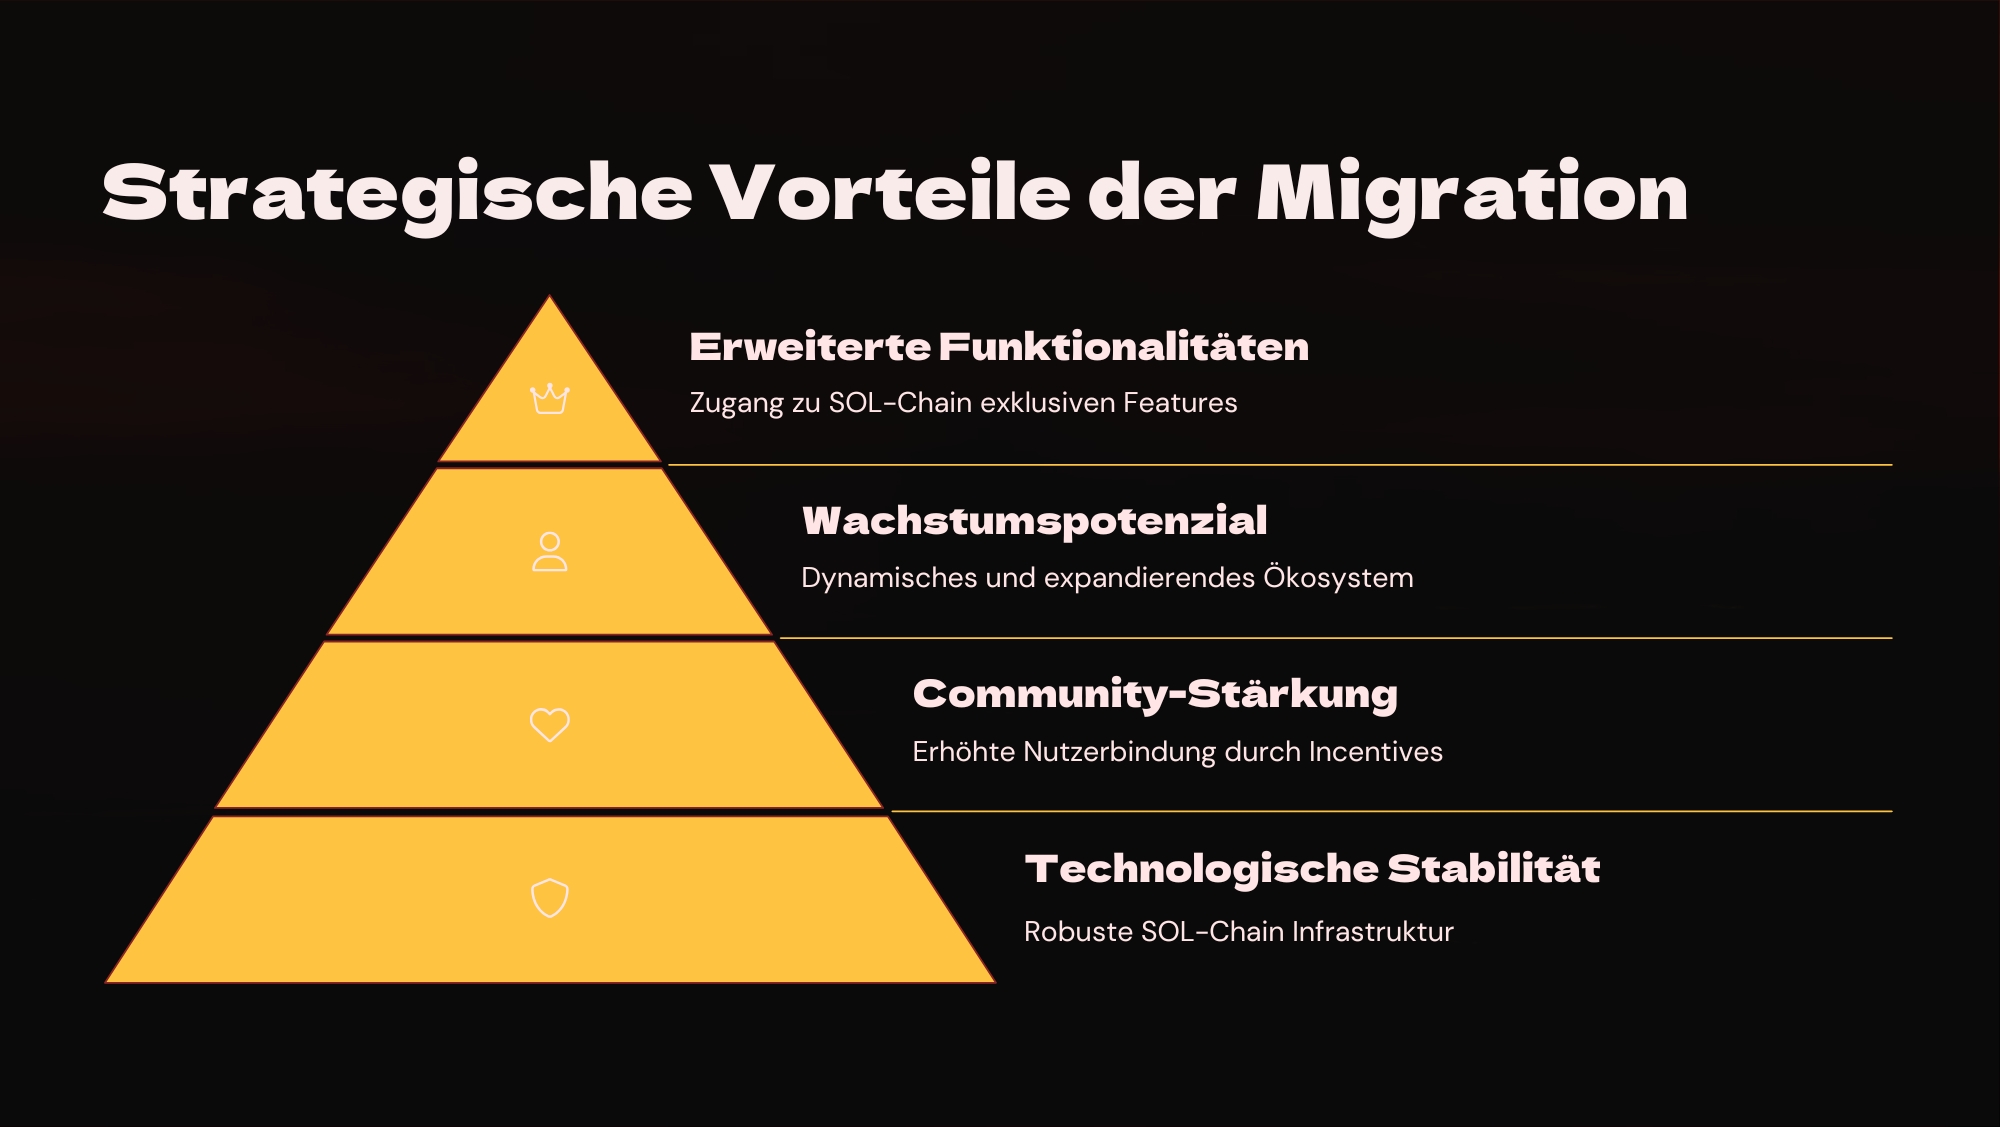 Strategische Vorteile der Migration
Erweiterte Funktionalitäten
Zugang zu SOL-Chain exklusiven Features
Wachstumspotenzial
Dynamisches und expandierendes Ökosystem
Community-Stärkung
Erhöhte Nutzerbindung durch Incentives
Technologische Stabilität
Robuste SOL-Chain Infrastruktur